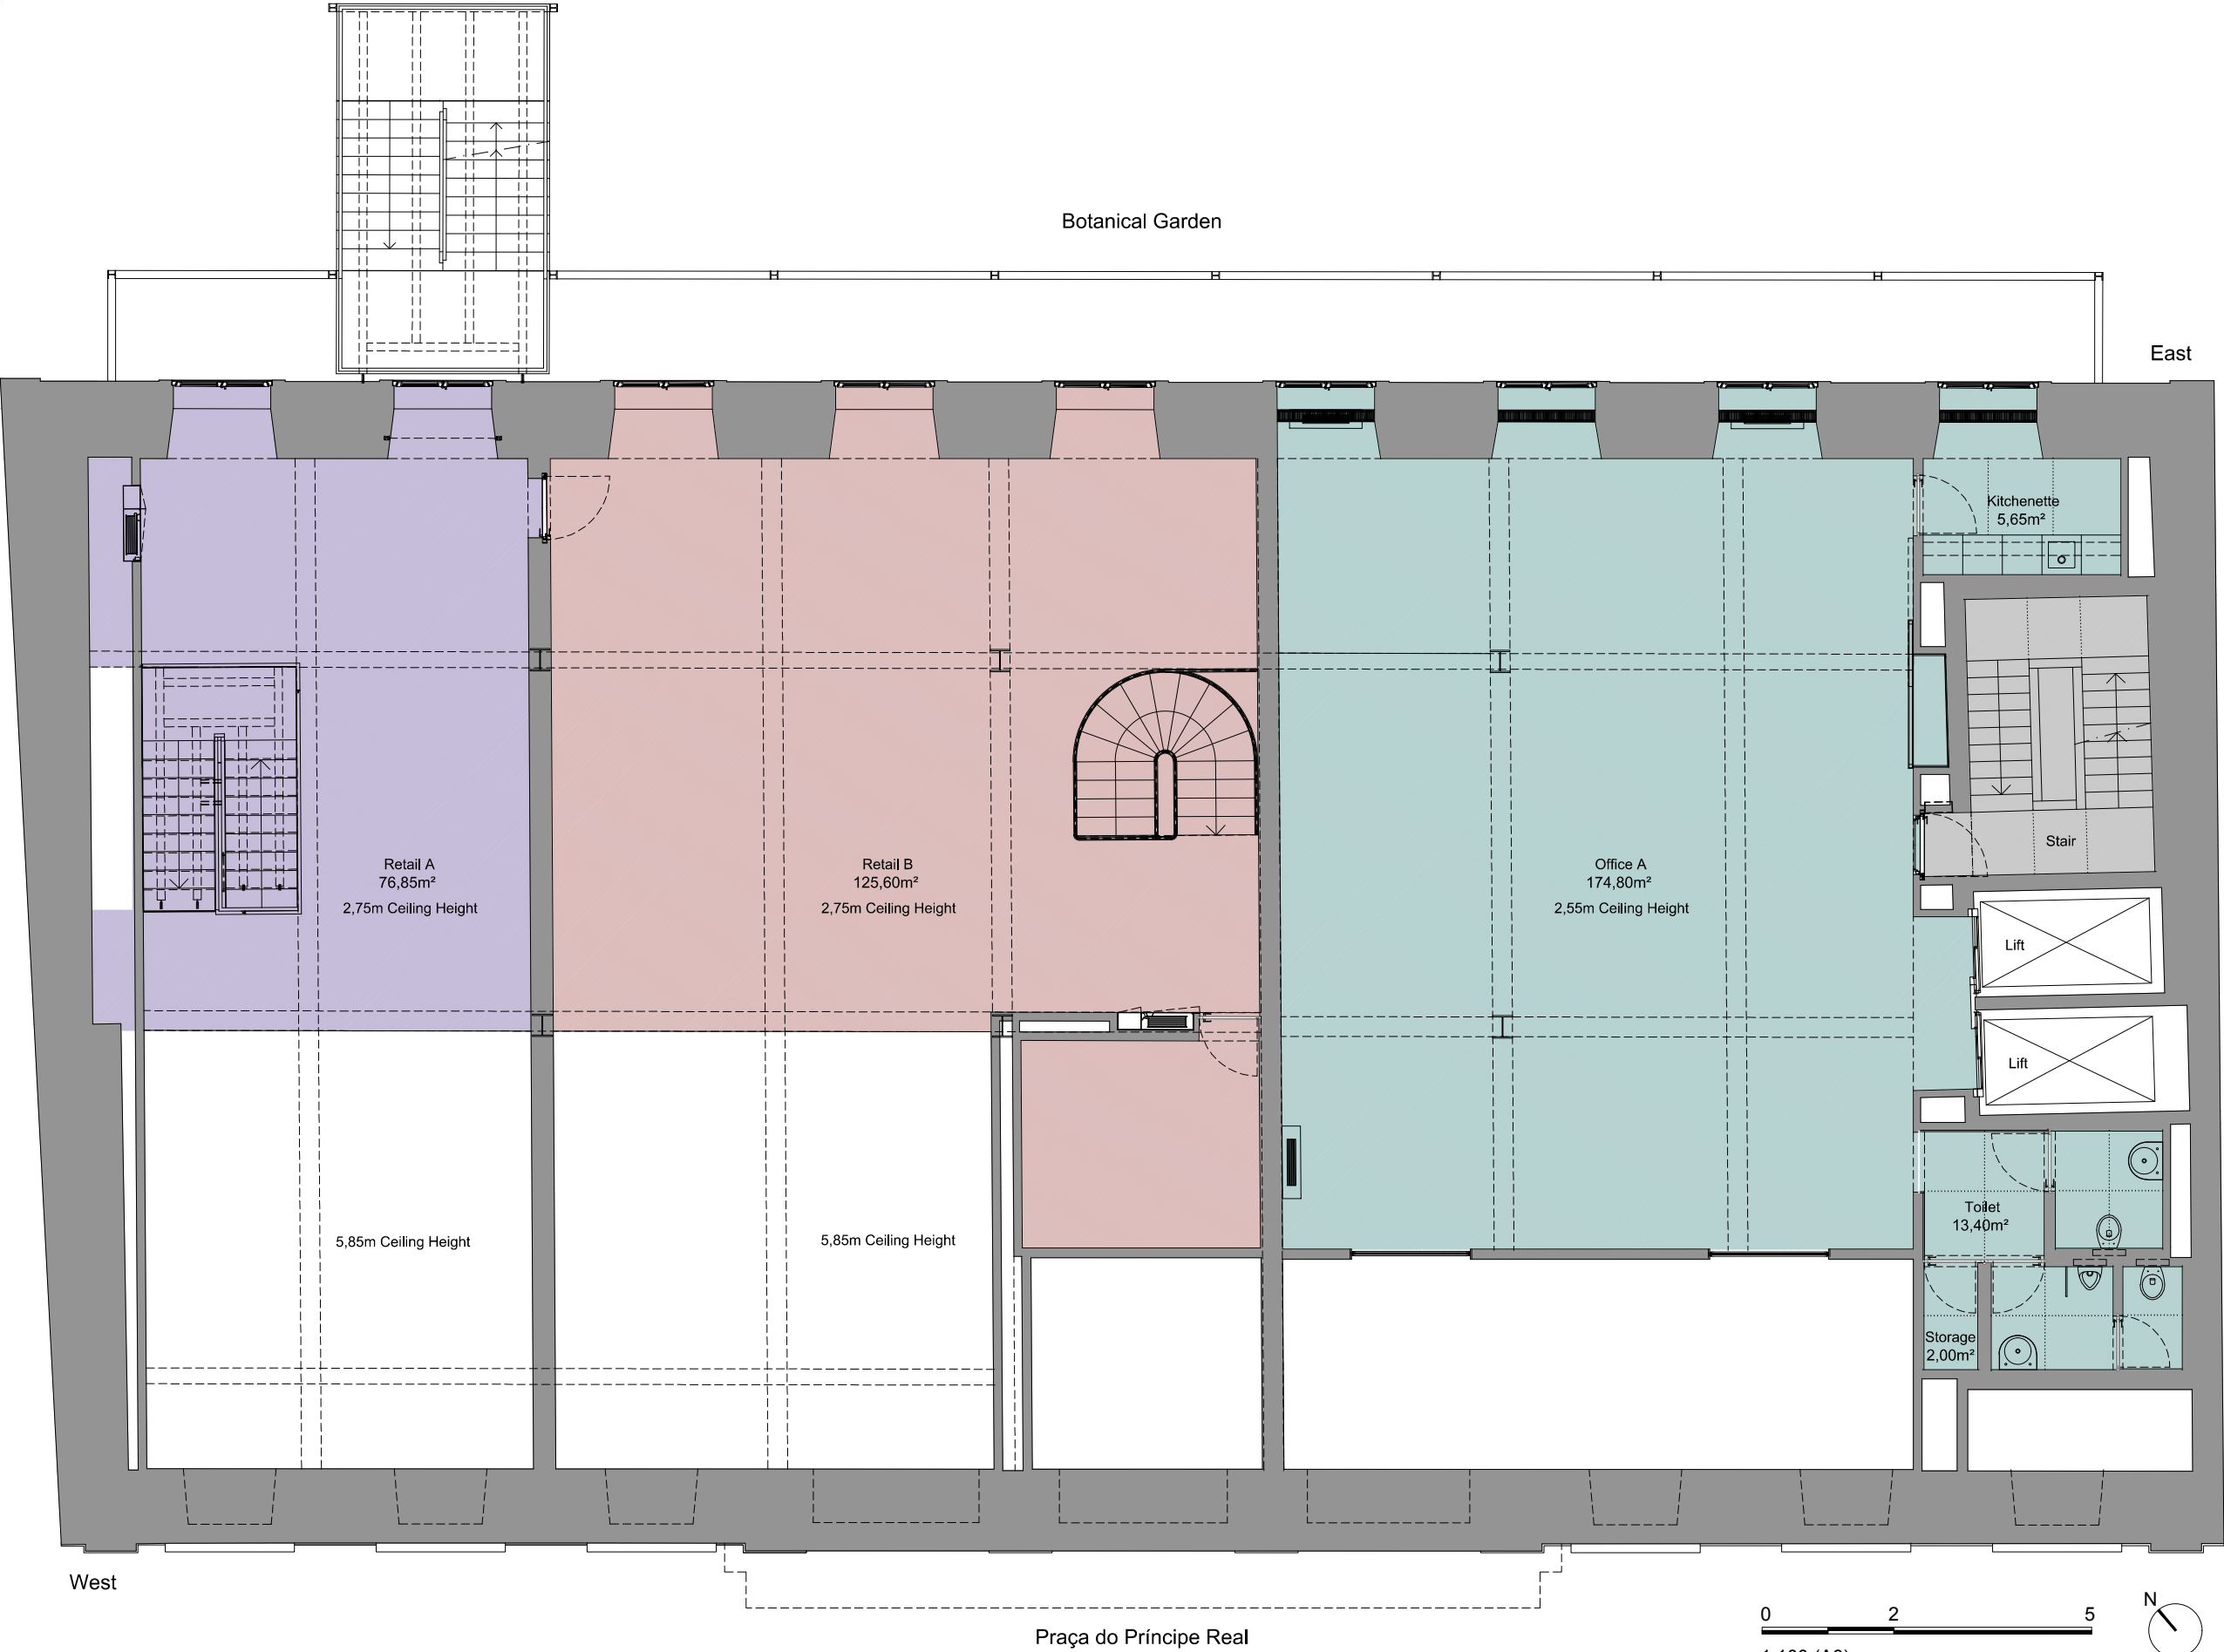 Botanical Garden
East
Kitchenette
5,65m²
Stair
Retail A
76,85m²
2,75m Ceiling Height
Retail B
125,60m²
2,75m Ceiling Height
Office A
174,80m²
2,55m Ceiling Height
Lift
Lift
Toilet
13,40m²
5,85m Ceiling Height
5,85m Ceiling Height
Storage
2,00m²
West
Praça do Príncipe Real
0 2 5
N